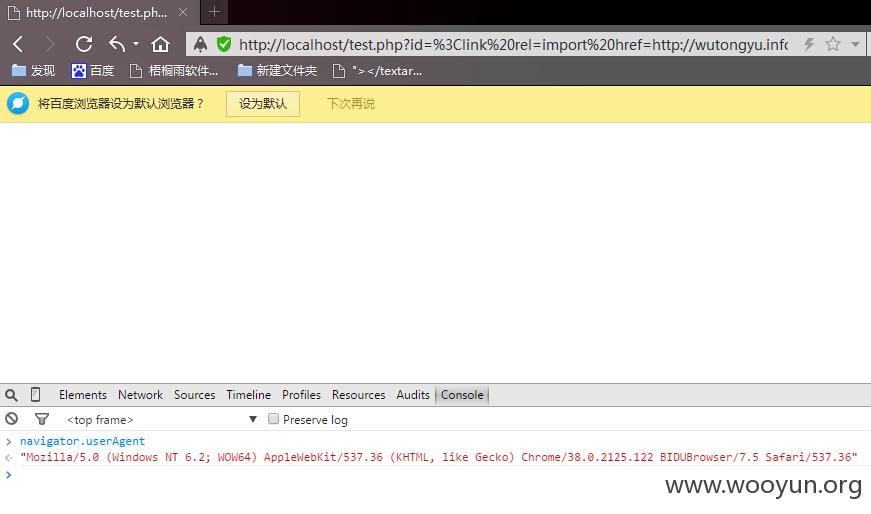 http://localhost/test.ph...
http://localhost/test.php?id=%3Clink%20rel=import%20href=http://wutongyu.info
发现 百度 梧桐雨软件... 新建文件夹 "></textar...
将百度浏览器设为默认浏览器？ 设为默认 下次再说
Elements Network Sources Timeline Profiles Resources Audits Console
<top frame> Preserve log
navigator.userAgent
"Mozilla/5.0 (Windows NT 6.2; WOW64) AppleWebKit/537.36 (KHTML, like Gecko) Chrome/38.0.2125.122 BIDUBrowser/7.5 Safari/537.36"
www.wooyun.org